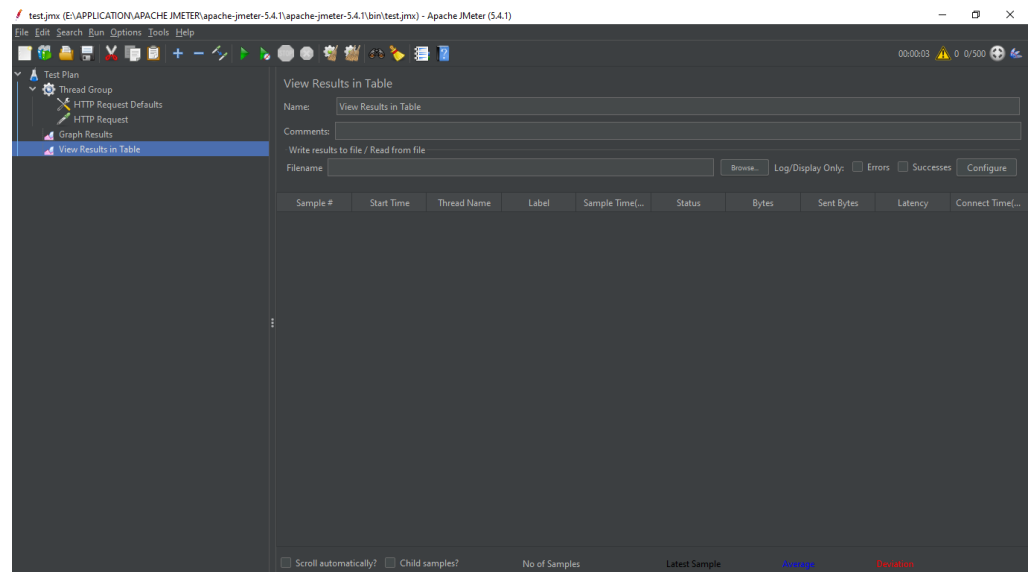 test.jmx (E:\APPLICATION\APACHE JMETER\apache-jmeter-5.4.1\apache-jmeter-5.4.1\bin\test.jmx) - Apache JMeter (5.4.1)
File Edit Search Run Options Tools Help
00:00:03 0 0/500
Test Plan
Thread Group
HTTP Request Defaults
HTTP Request
Graph Results
View Results in Table
View Results in Table
Name: View Results in Table
Comments:
Write results to file / Read from file
Filename Browse... Log/Display Only: Errors Successes Configure
Sample # Start Time Thread Name Label Sample Time(... Status Bytes Sent Bytes Latency Connect Time(...
Scroll automatically? Child samples? No of Samples Latest Sample Average Deviation